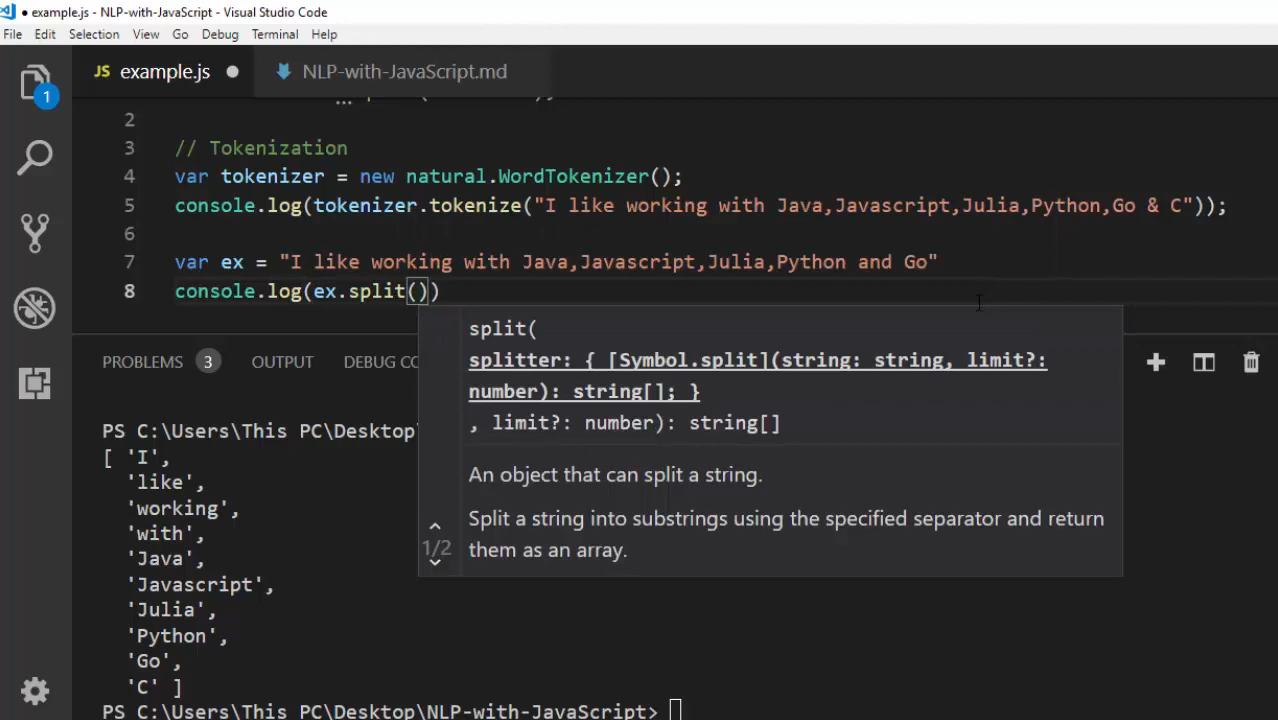 ● example.js - NLP-with-JavaScript - Visual Studio Code
File Edit Selection View Go Debug Terminal Help
JS example.js ● NLP-with-JavaScript.md
1
2
3 // Tokenization
4 var tokenizer = new natural.WordTokenizer();
5 console.log(tokenizer.tokenize("I like working with Java,Javascript,Julia,Python,Go & C"));
6
7 var ex = "I like working with Java,Javascript,Julia,Python and Go"
8 console.log(ex.split())
split(
splitter: { [Symbol.split](string: string, limit?:
number): string[]; }
, limit?: number): string[]
An object that can split a string.
1/2
Split a string into substrings using the specified separator and return
them as an array.
PROBLEMS 3 OUTPUT DEBUG CO
PS C:\Users\This PC\Desktop\
[ 'I',
'like',
'working',
'with',
'Java',
'Javascript',
'Julia',
'Python',
'Go',
'C' ]
PS C:\Users\This PC\Desktop\NLP-with-JavaScript>